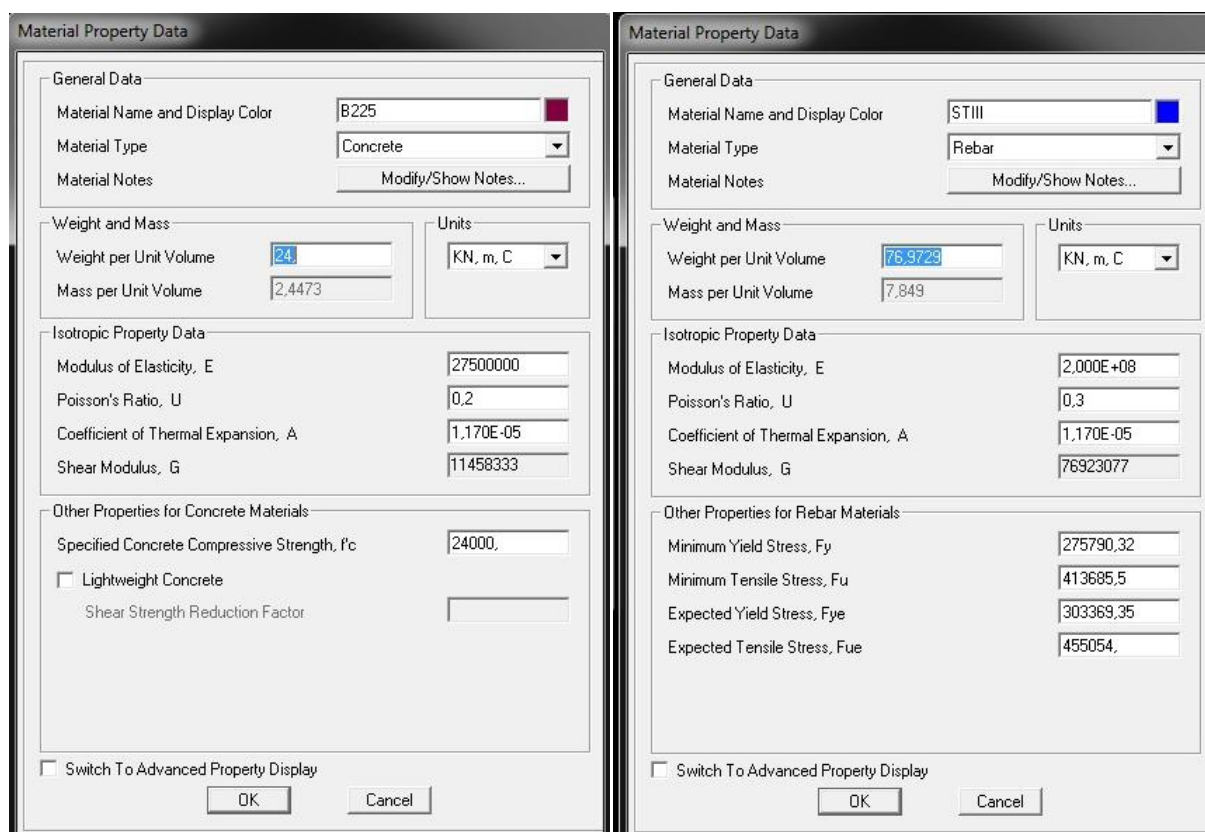 Material Property Data
General Data
Material Name and Display Color B225
Material Type Concrete
Material Notes Modify/Show Notes...
Weight and Mass
Weight per Unit Volume 24,
Mass per Unit Volume 2,4473
Units
KN, m, C
Isotropic Property Data
Modulus of Elasticity, E 27500000
Poisson's Ratio, U 0,2
Coefficient of Thermal Expansion, A 1,170E-05
Shear Modulus, G 11458333
Other Properties for Concrete Materials
Specified Concrete Compressive Strength, f'c 24000,
Lightweight Concrete
Shear Strength Reduction Factor
Switch To Advanced Property Display
OK Cancel
Material Property Data
General Data
Material Name and Display Color STIII
Material Type Rebar
Material Notes Modify/Show Notes...
Weight and Mass
Weight per Unit Volume 76,9729
Mass per Unit Volume 7,849
Units
KN, m, C
Isotropic Property Data
Modulus of Elasticity, E 2,000E+08
Poisson's Ratio, U 0,3
Coefficient of Thermal Expansion, A 1,170E-05
Shear Modulus, G 76923077
Other Properties for Rebar Materials
Minimum Yield Stress, Fy 275790,32
Minimum Tensile Stress, Fu 413685,5
Expected Yield Stress, Fye 303369,35
Expected Tensile Stress, Fue 455054,
Switch To Advanced Property Display
OK Cancel